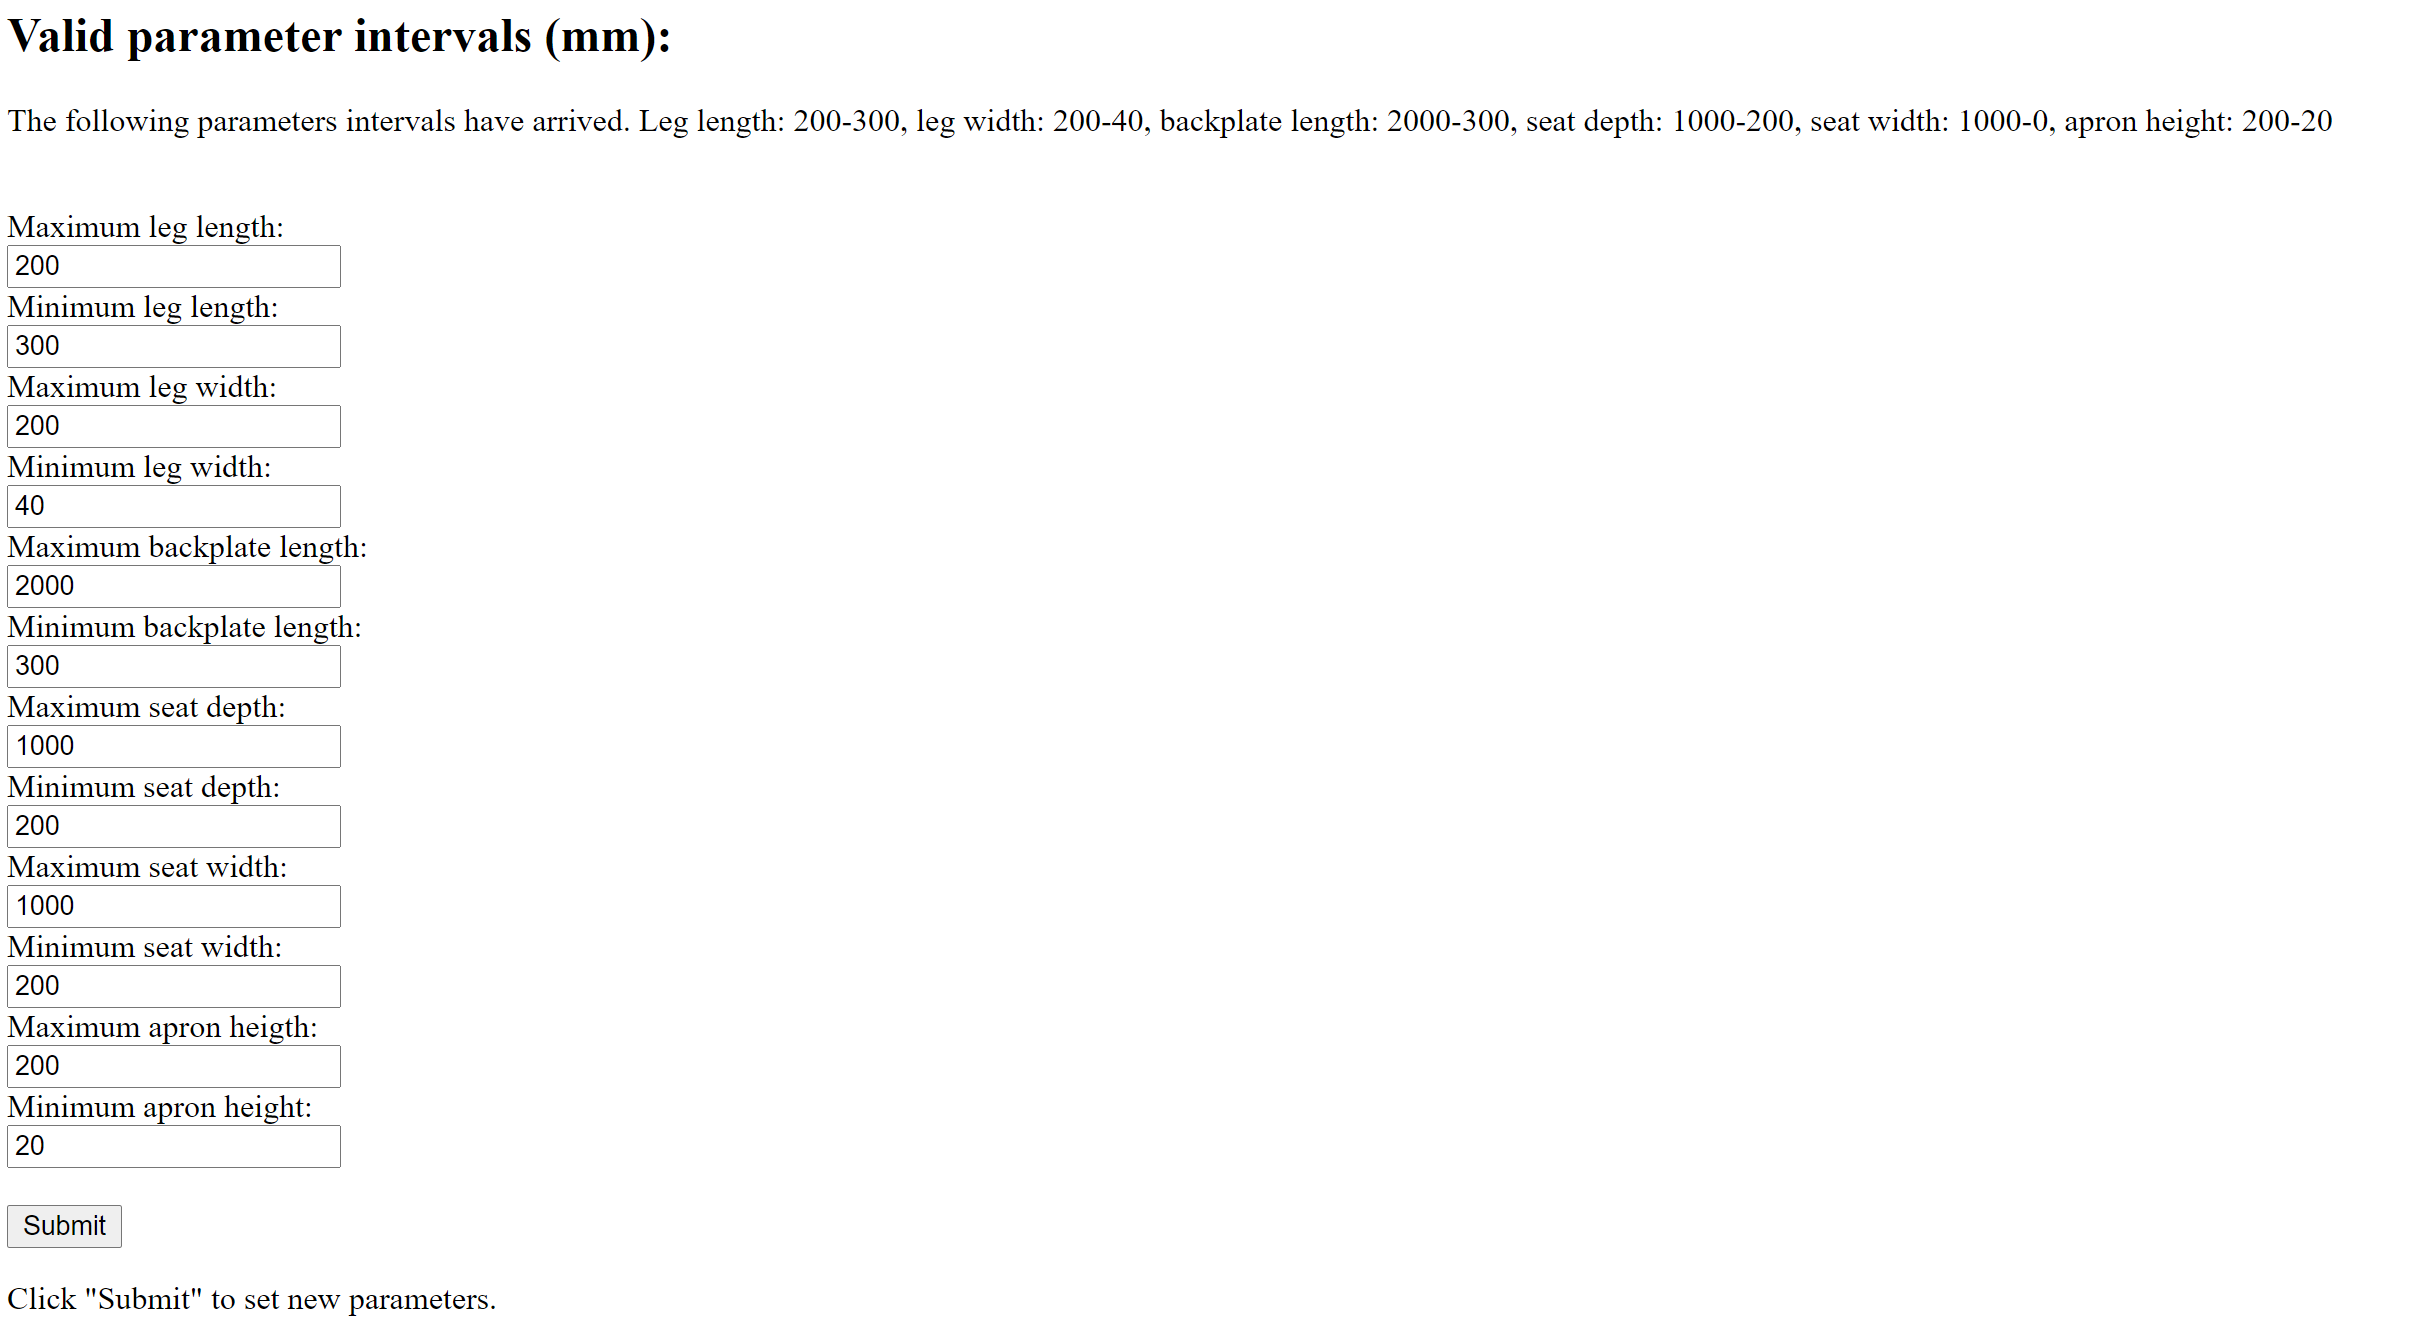 Valid parameter intervals (mm):
The following parameters intervals have arrived. Leg length: 200-300, leg width: 200-40, backplate length: 2000-300, seat depth: 1000-200, seat width: 1000-0, apron height: 200-20
Maximum leg length:
200
Minimum leg length:
300
Maximum leg width:
200
Minimum leg width:
40
Maximum backplate length:
2000
Minimum backplate length:
300
Maximum seat depth:
1000
Minimum seat depth:
200
Maximum seat width:
1000
Minimum seat width:
200
Maximum apron heigth:
200
Minimum apron height:
20
Submit
Click "Submit" to set new parameters.